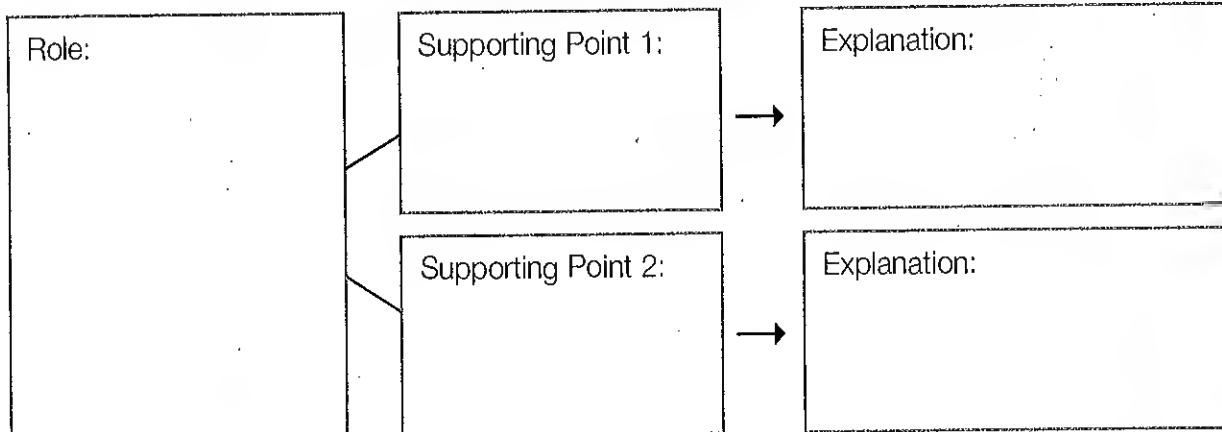 Role:
Supporting Point 1:
Explanation:
Supporting Point 2:
Explanation: